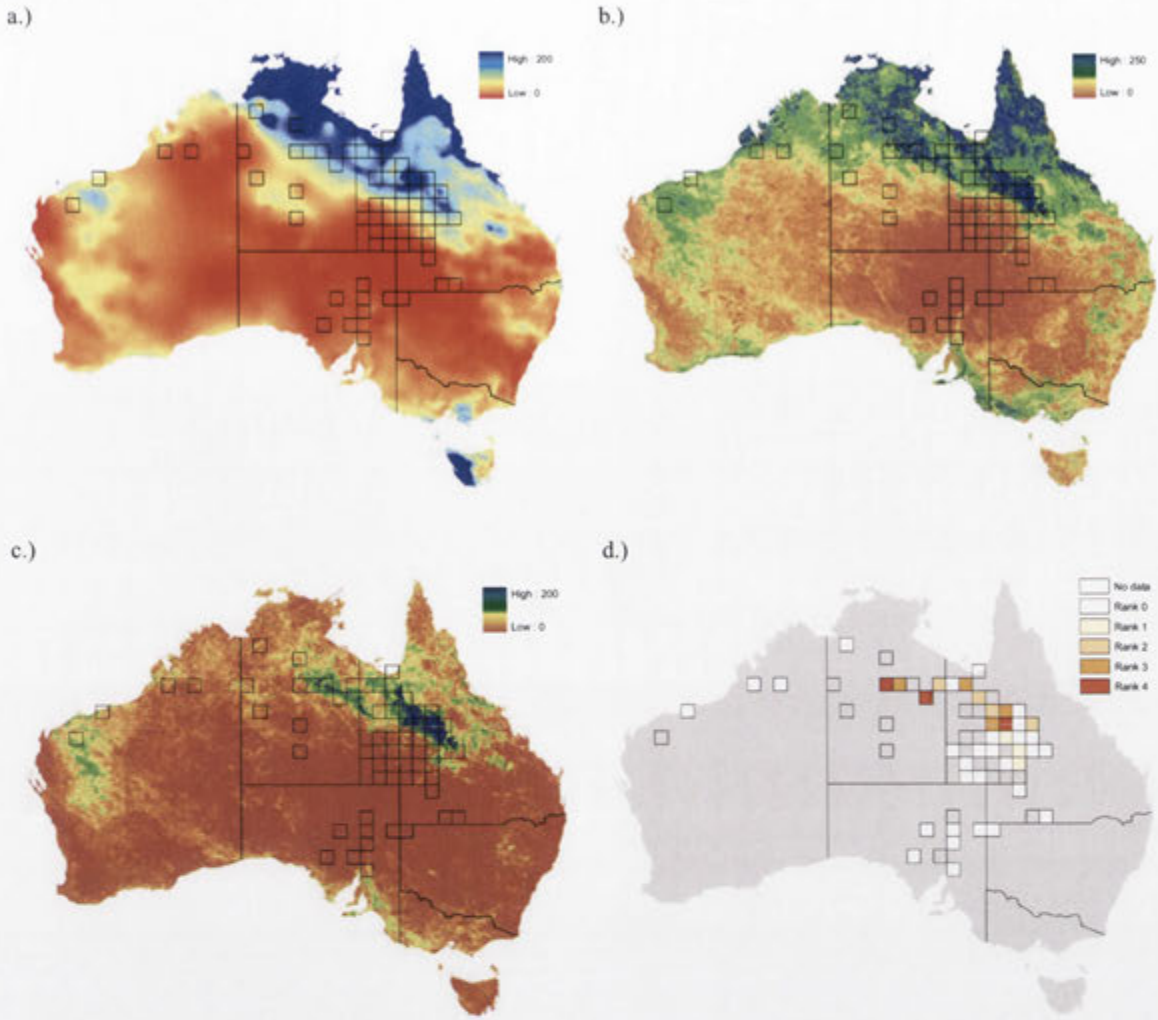 a.)
High : 200
Low : 0
b.)
High : 250
Low : 0
c.)
High : 200
Low : 0
d.)
No data
Rank 0
Rank 1
Rank 2
Rank 3
Rank 4